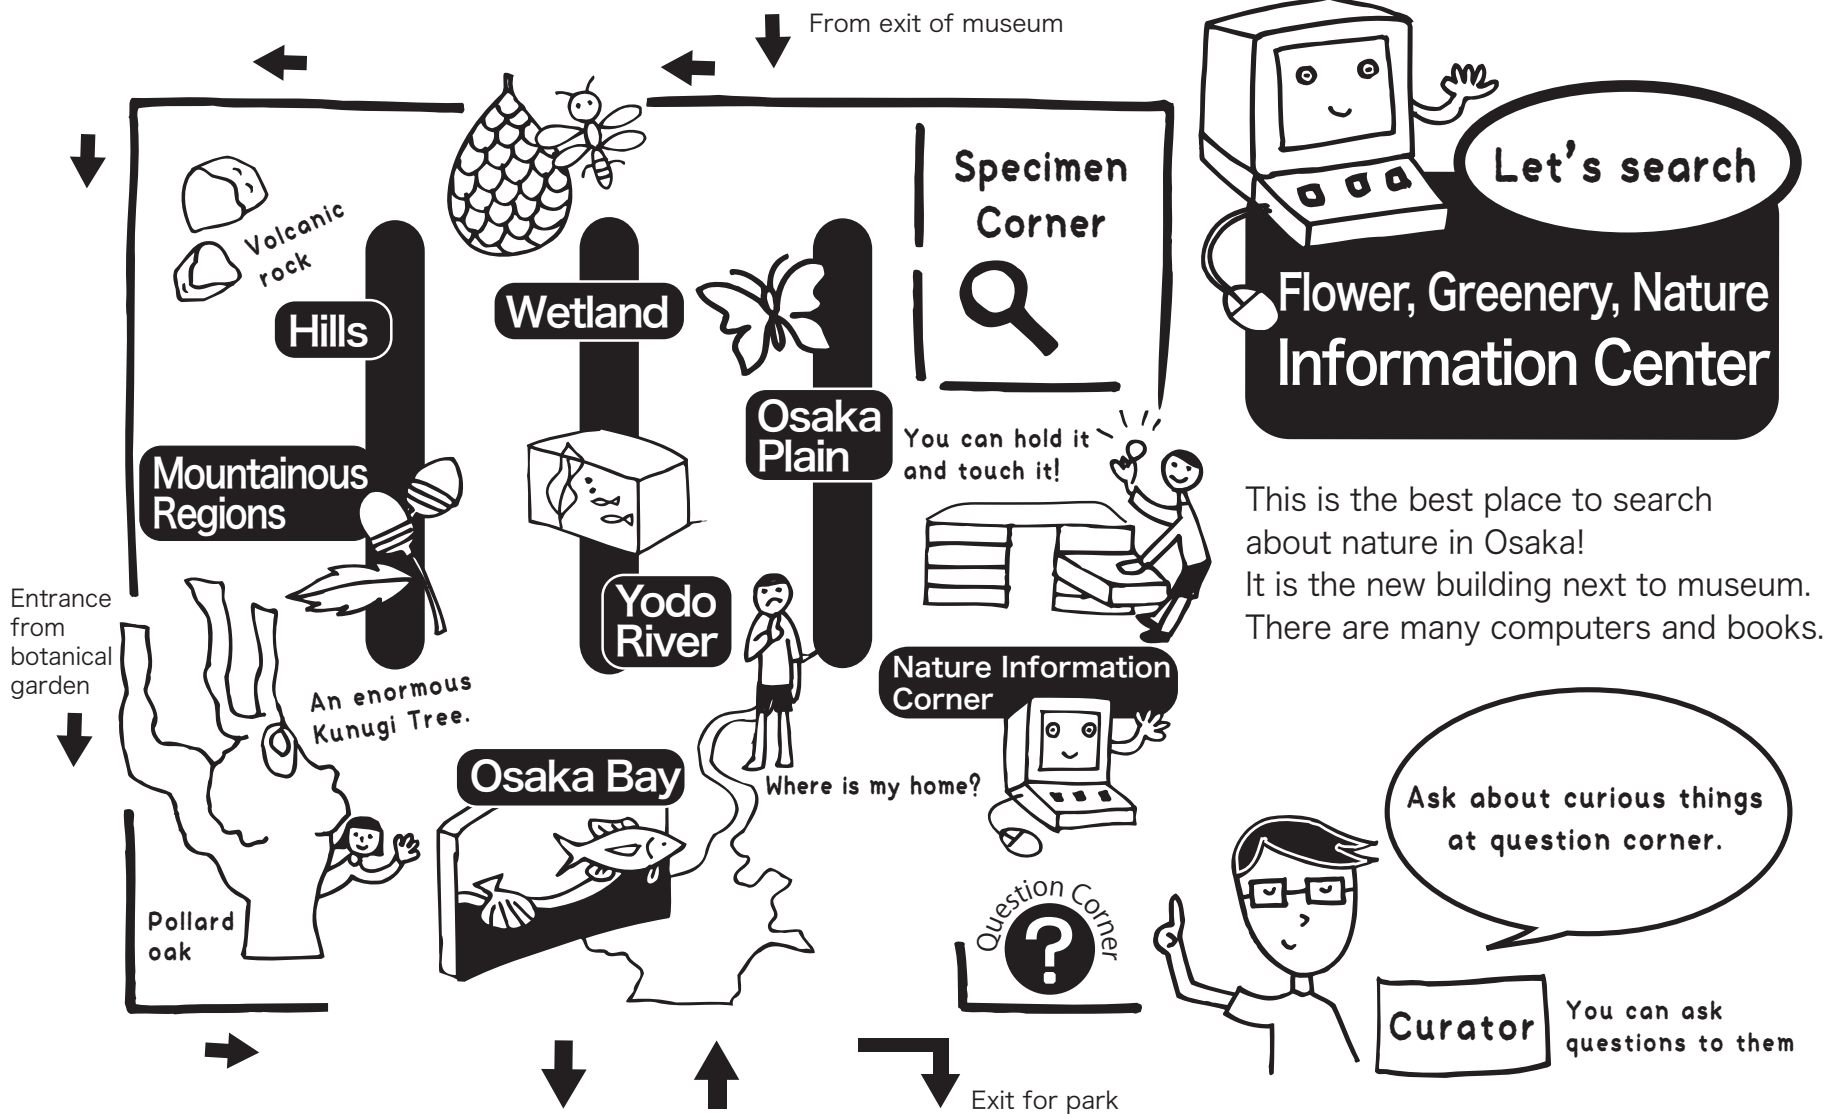 From exit of museum
Let's search
Flower, Greenery, Nature
Information Center
Specimen
Corner
Volcanic
rock
Hills
Wetland
Osaka
Plain
You can hold it
and touch it!
Mountainous
Regions
This is the best place to search
about nature in Osaka!
It is the new building next to museum.
There are many computers and books.
Entrance
from
botanical
garden
Yodo
River
Nature Information
Corner
An enormous
Kunugi Tree.
Osaka Bay
Where is my home?
Ask about curious things
at question corner.
Pollard
oak
Question Corner
?
Curator
You can ask
questions to them
Exit for park